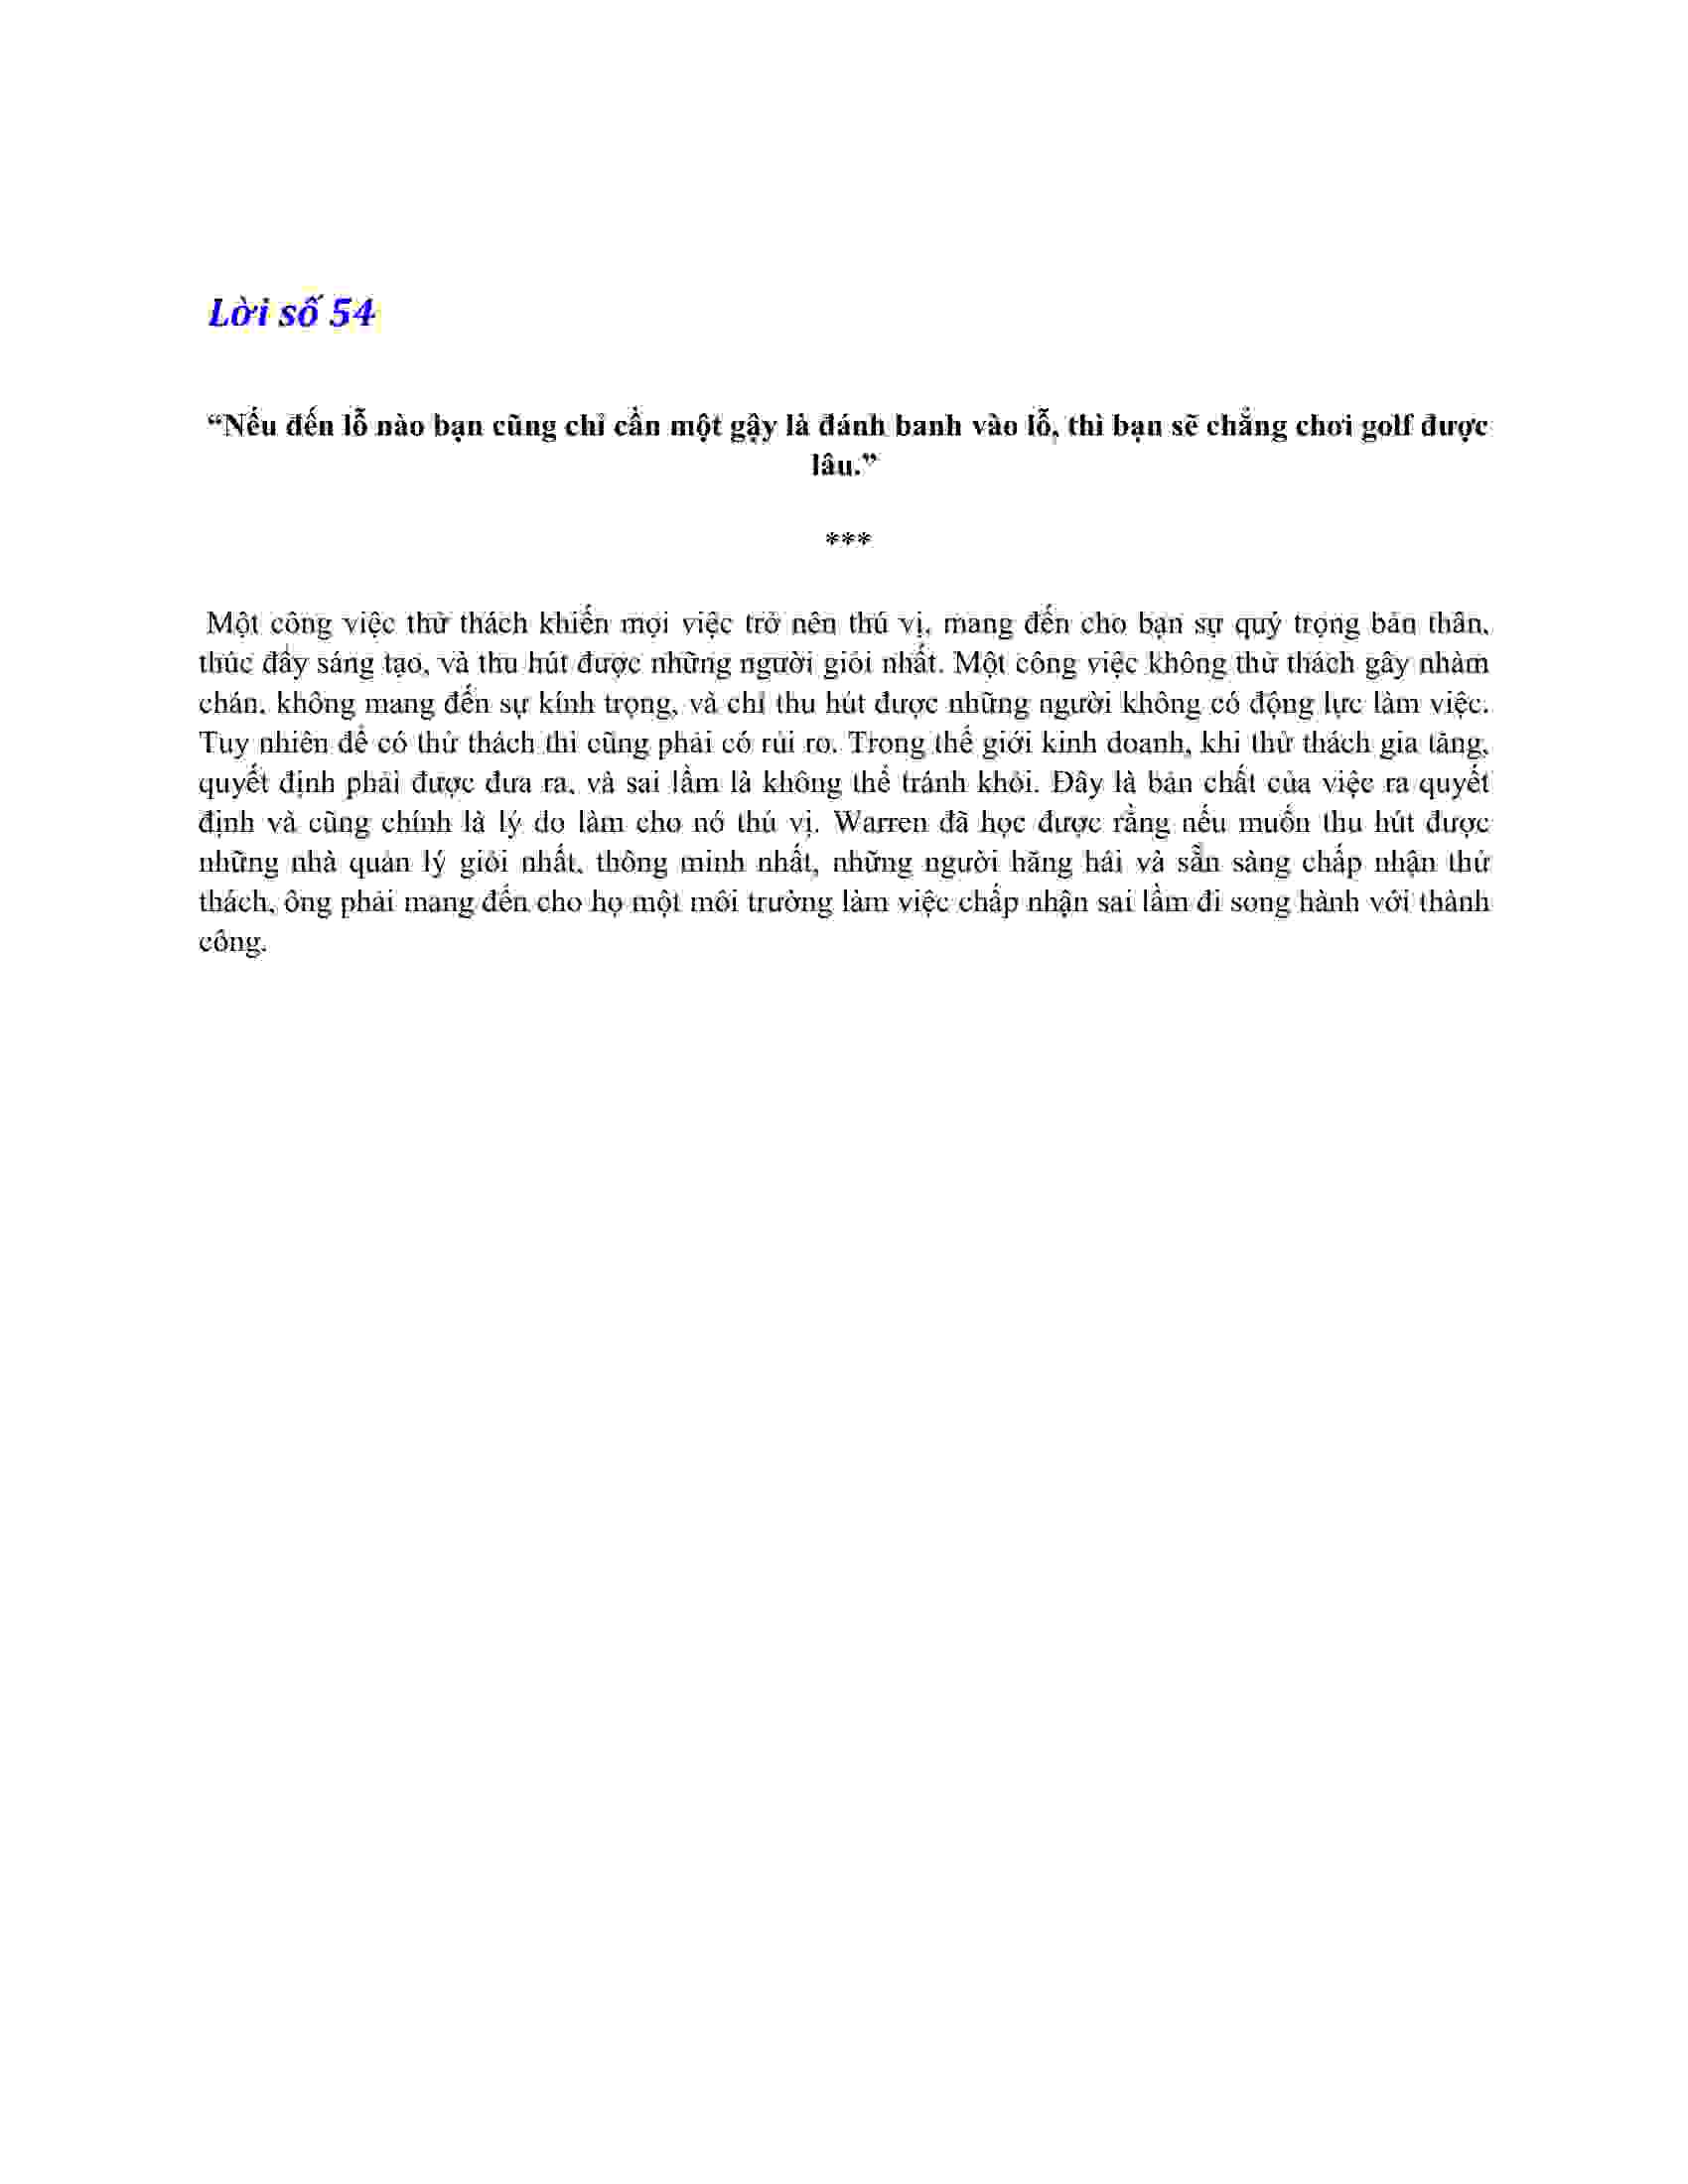 Lời số 54
“Nếu đến lỗ nào bạn cũng chỉ cần một gậy là đánh banh vào lỗ, thì bạn sẽ chẳng chơi golf được
lâu.”
***
Một công việc thử thách khiến mọi việc trở nên thú vị, mang đến cho bạn sự quý trọng bản thân,
thúc đẩy sáng tạo, và thu hút được những người giỏi nhất. Một công việc không thử thách gây nhàm
chán, không mang đến sự kính trọng, và chỉ thu hút được những người không có động lực làm việc.
Tuy nhiên để có thử thách thì cũng phải có rủi ro. Trong thế giới kinh doanh, khi thử thách gia tăng,
quyết định phải được đưa ra, và sai lầm là không thể tránh khỏi. Đây là bản chất của việc ra quyết
định và cũng chính là lý do làm cho nó thú vị. Warren đã học được rằng nếu muốn thu hút được
những nhà quản lý giỏi nhất, thông minh nhất, những người hăng hái và sẵn sàng chấp nhận thử
thách, ông phải mang đến cho họ một môi trường làm việc chấp nhận sai lầm đi song hành với thành
công.